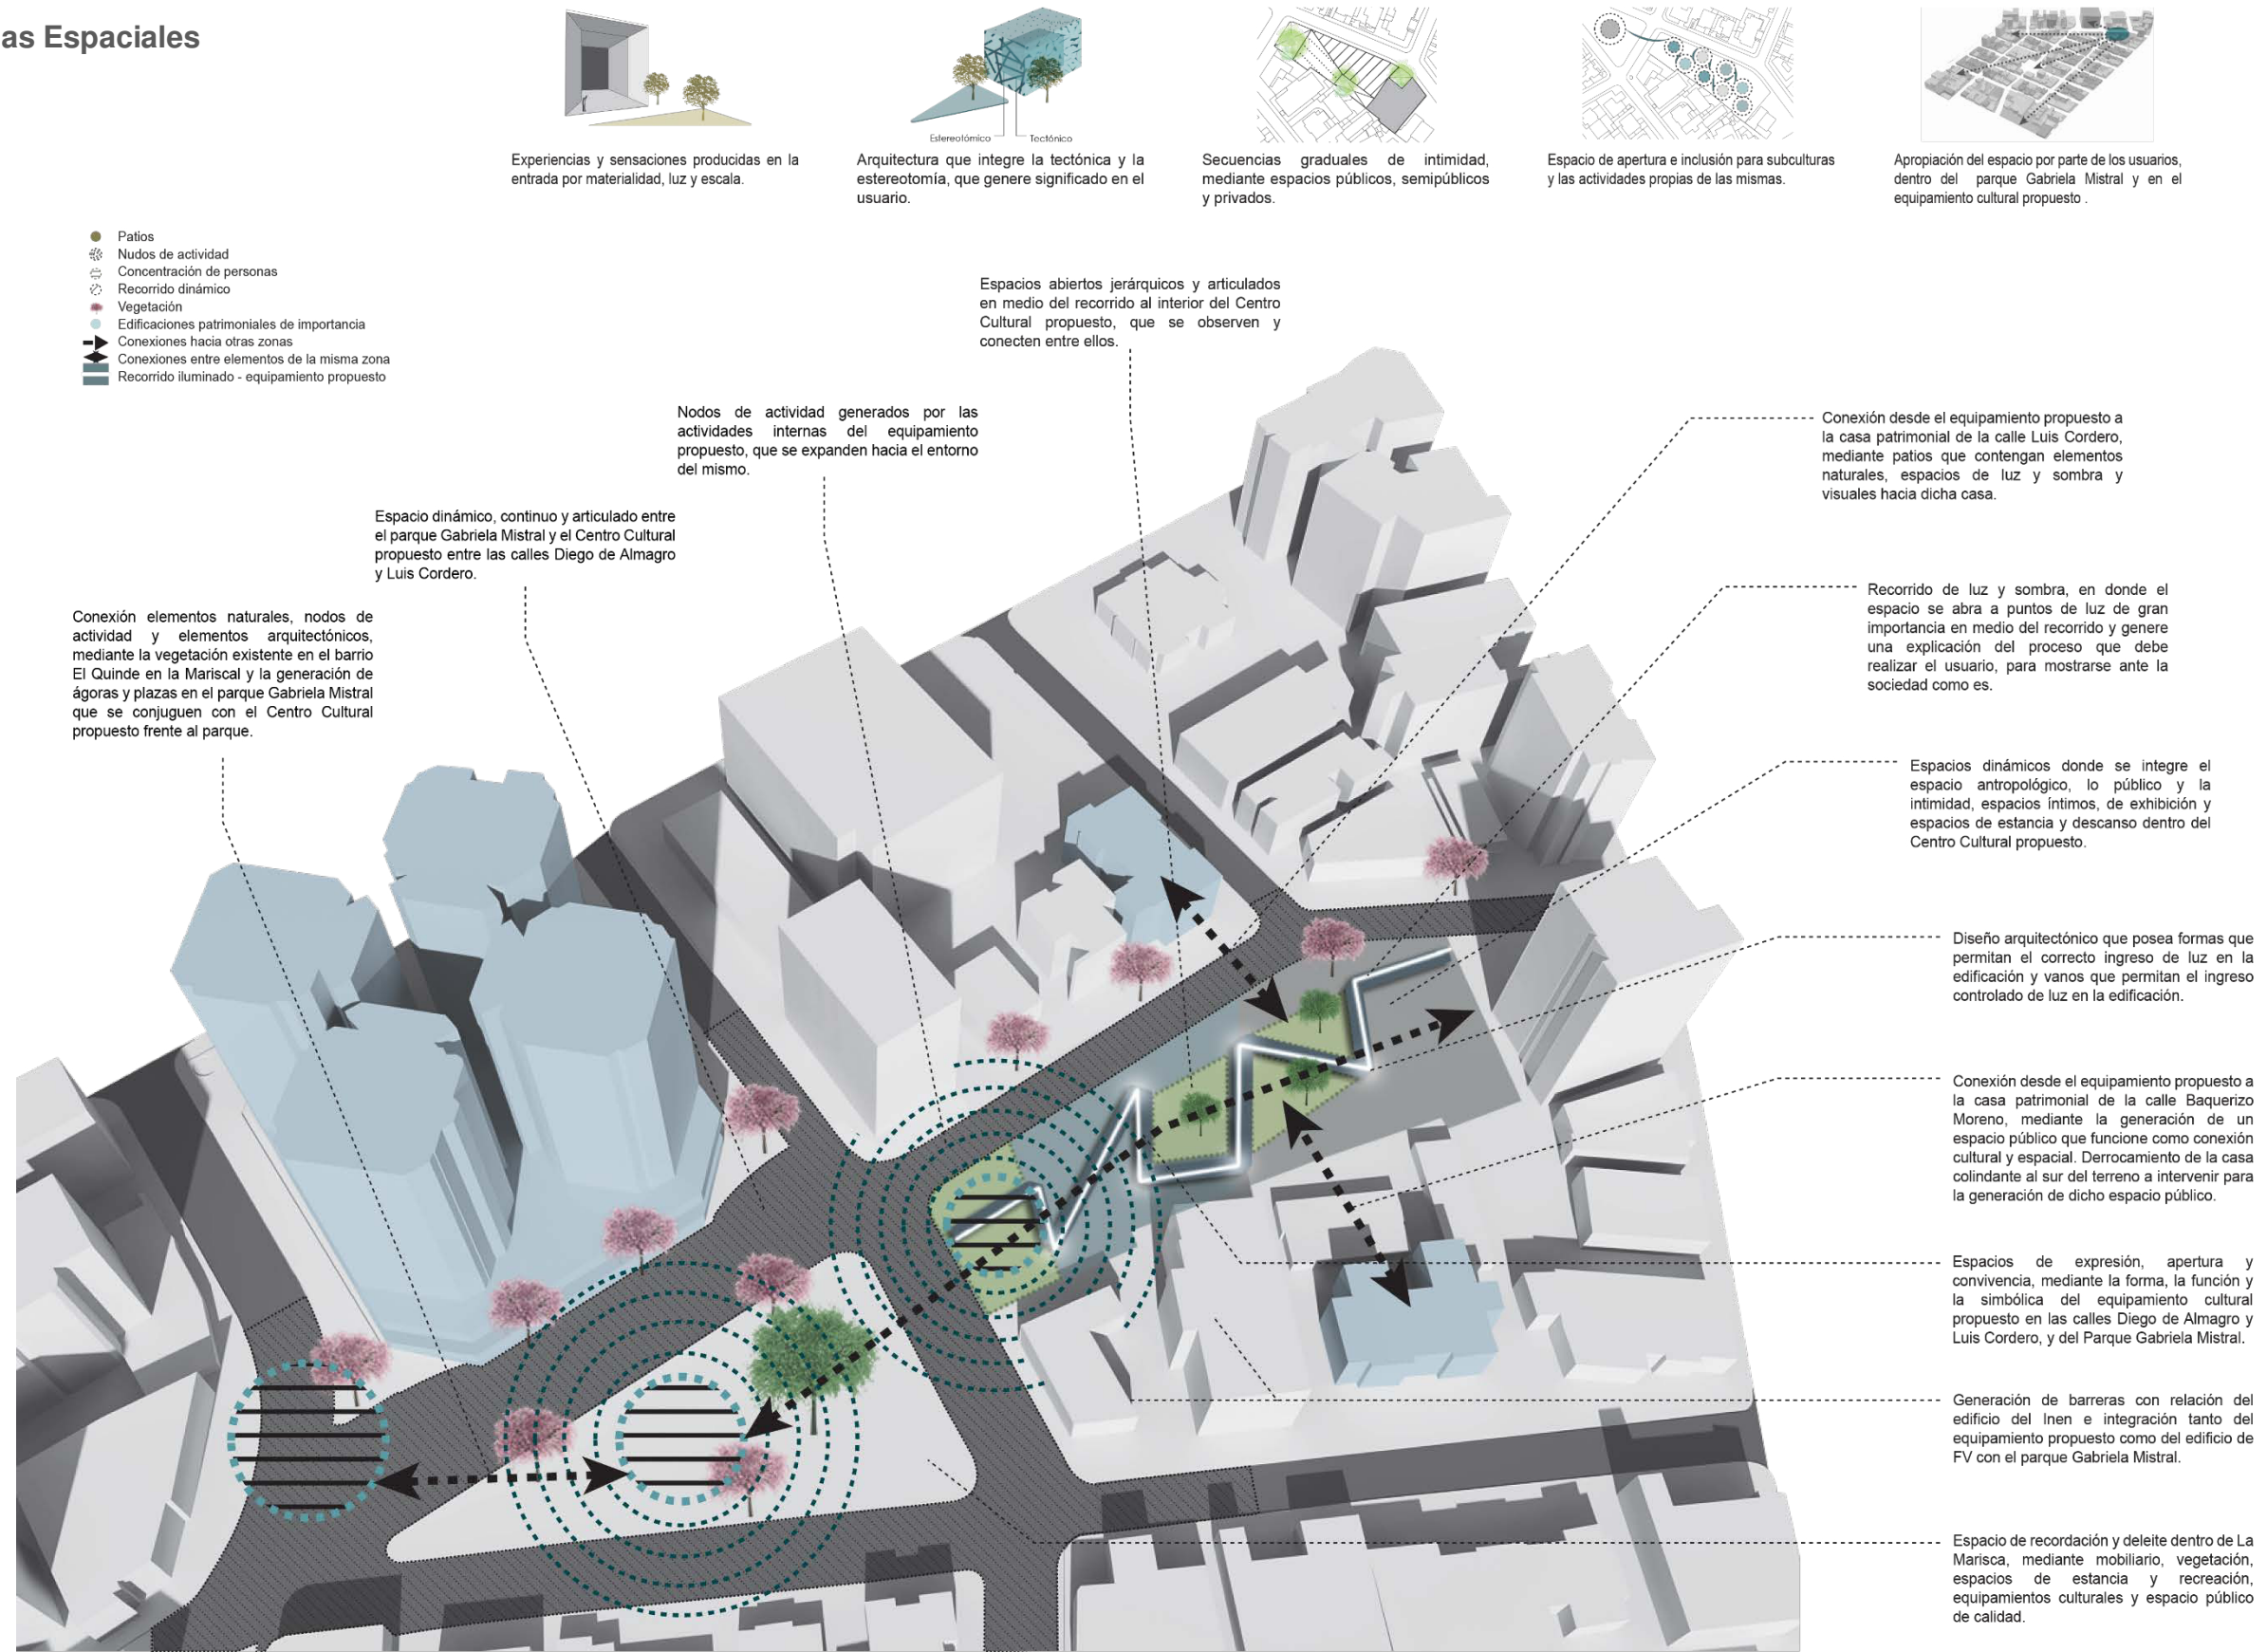 as Espaciales
Estereotómico
Tectónico
Experiencias y sensaciones producidas en la
entrada por materialidad, luz y escala.
Arquitectura que integre la tectónica y la
estereotomía, que genere significado en el
usuario.
Secuencias graduales de intimidad,
mediante espacios públicos, semipúblicos
y privados.
Espacio de apertura e inclusión para subculturas
y las actividades propias de las mismas.
Apropiación del espacio por parte de los usuarios,
dentro del parque Gabriela Mistral y en el
equipamiento cultural propuesto .
Patios
Nudos de actividad
Concentración de personas
Recorrido dinámico
Vegetación
Edificaciones patrimoniales de importancia
Conexiones hacia otras zonas
Conexiones entre elementos de la misma zona
Recorrido iluminado - equipamiento propuesto
Espacios abiertos jerárquicos y articulados
en medio del recorrido al interior del Centro
Cultural propuesto, que se observen y
conecten entre ellos.
Nodos de actividad generados por las
actividades internas del equipamiento
propuesto, que se expanden hacia el entorno
del mismo.
Espacio dinámico, continuo y articulado entre
el parque Gabriela Mistral y el Centro Cultural
propuesto entre las calles Diego de Almagro
y Luis Cordero.
Conexión elementos naturales, nodos de
actividad y elementos arquitectónicos,
mediante la vegetación existente en el barrio
El Quinde en la Mariscal y la generación de
ágoras y plazas en el parque Gabriela Mistral
que se conjuguen con el Centro Cultural
propuesto frente al parque.
Conexión desde el equipamiento propuesto a
la casa patrimonial de la calle Luis Cordero,
mediante patios que contengan elementos
naturales, espacios de luz y sombra y
visuales hacia dicha casa.
Recorrido de luz y sombra, en donde el
espacio se abra a puntos de luz de gran
importancia en medio del recorrido y genere
una explicación del proceso que debe
realizar el usuario, para mostrarse ante la
sociedad como es.
Espacios dinámicos donde se integre el
espacio antropológico, lo público y la
intimidad, espacios íntimos, de exhibición y
espacios de estancia y descanso dentro del
Centro Cultural propuesto.
Diseño arquitectónico que posea formas que
permitan el correcto ingreso de luz en la
edificación y vanos que permitan el ingreso
controlado de luz en la edificación.
Conexión desde el equipamiento propuesto a
la casa patrimonial de la calle Baquerizo
Moreno, mediante la generación de un
espacio público que funcione como conexión
cultural y espacial. Derrocamiento de la casa
colindante al sur del terreno a intervenir para
la generación de dicho espacio público.
Espacios de expresión, apertura y
convivencia, mediante la forma, la función y
la simbólica del equipamiento cultural
propuesto en las calles Diego de Almagro y
Luis Cordero, y del Parque Gabriela Mistral.
Generación de barreras con relación del
edificio del Inen e integración tanto del
equipamiento propuesto como del edificio de
FV con el parque Gabriela Mistral.
Espacio de recordación y deleite dentro de La
Marisca, mediante mobiliario, vegetación,
espacios de estancia y recreación,
equipamientos culturales y espacio público
de calidad.